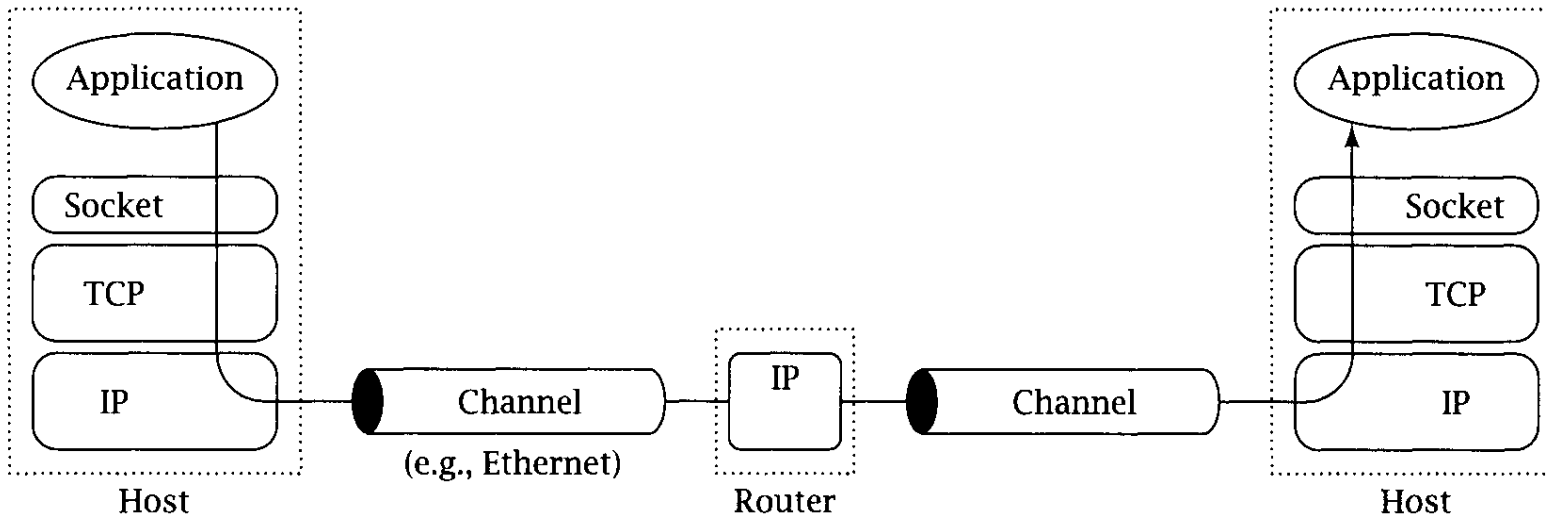 Application
Application
Socket
Socket
TCP
TCP
IP
Channel
(e.g., Ethernet)
IP
Channel
IP
Host
Router
Host